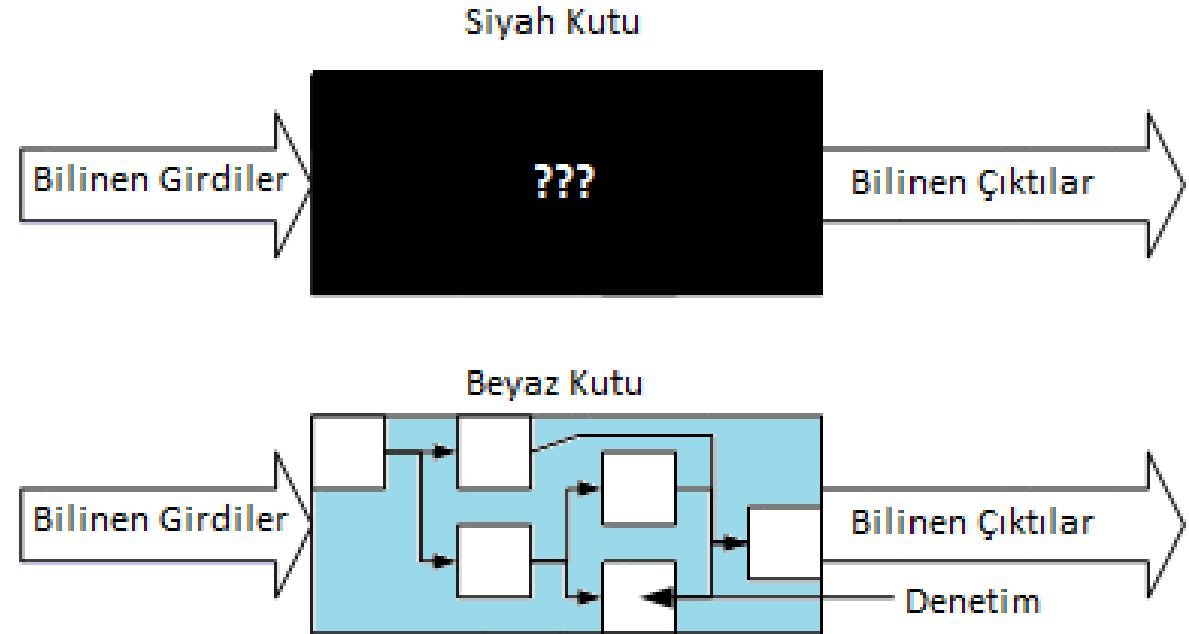 Siyah Kutu
Bilinen Girdiler
???
Bilinen Çıktılar
Beyaz Kutu
Bilinen Girdiler
Bilinen Çıktılar
Denetim